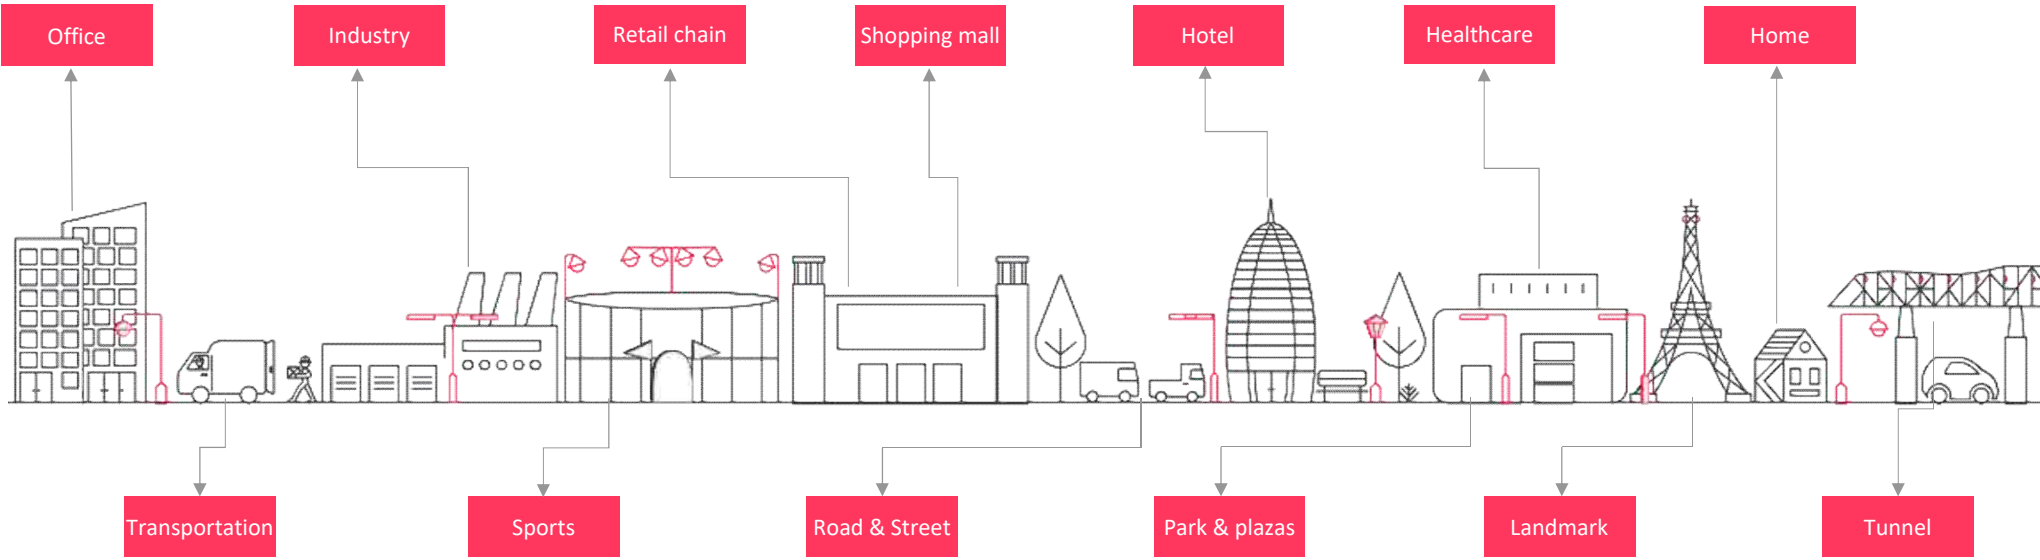 Office
Industry
Retail chain
Shopping mall
Hotel
Healthcare
Home
Transportation
Sports
Road & Street
Park & plazas
Landmark
Tunnel